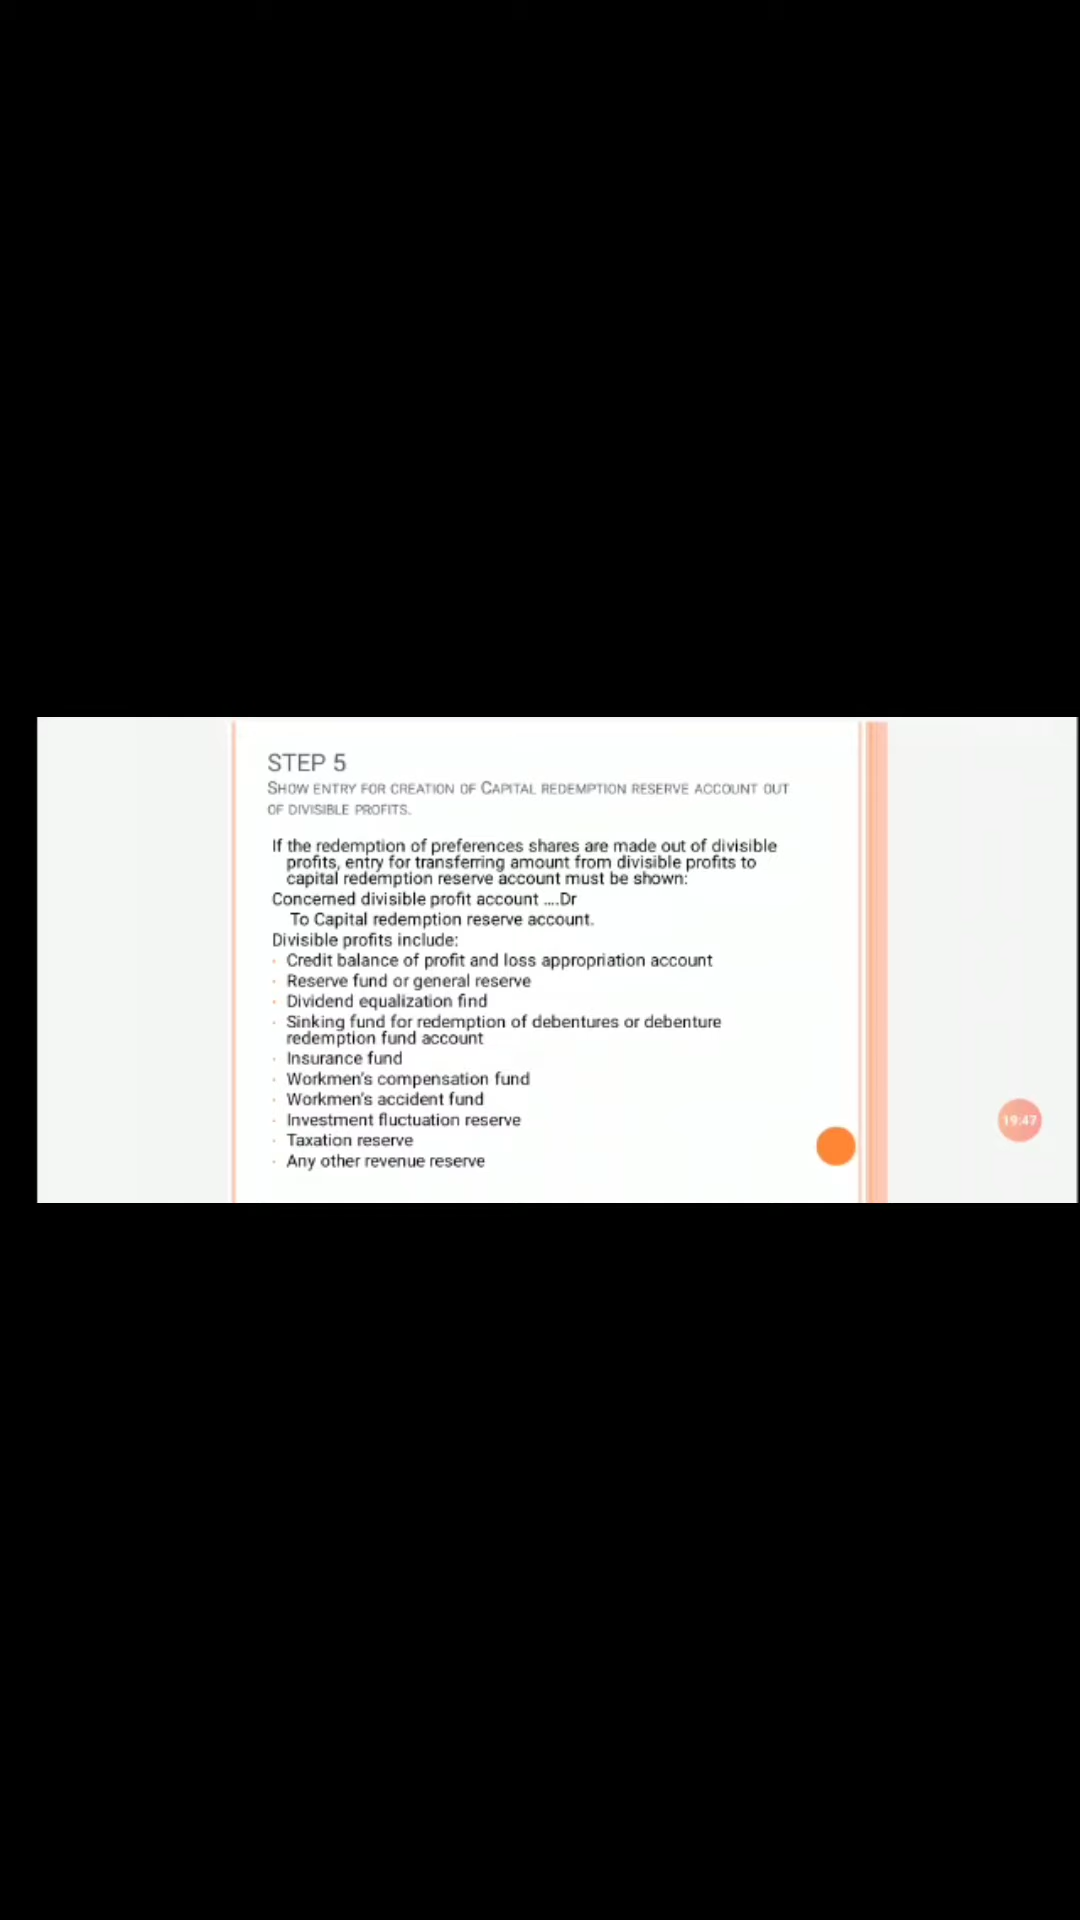 STEP 5
SHOW ENTRY FOR CREATION OF CAPITAL REDEMPTION RESERVE ACCOUNT OUT
OF DIVISIBLE PROFITS.
If the redemption of preferences shares are made out of divisible
profits, entry for transferring amount from divisible profits to
capital redemption reserve account must be shown:
Concerned divisible profit account ....Dr
To Capital redemption reserve account.
Divisible profits include:
· Credit balance of profit and loss appropriation account
· Reserve fund or general reserve
· Dividend equalization find
· Sinking fund for redemption of debentures or debenture
redemption fund account
· Insurance fund
· Workmen's compensation fund
· Workmen's accident fund
· Investment fluctuation reserve
· Taxation reserve
· Any other revenue reserve
19:47